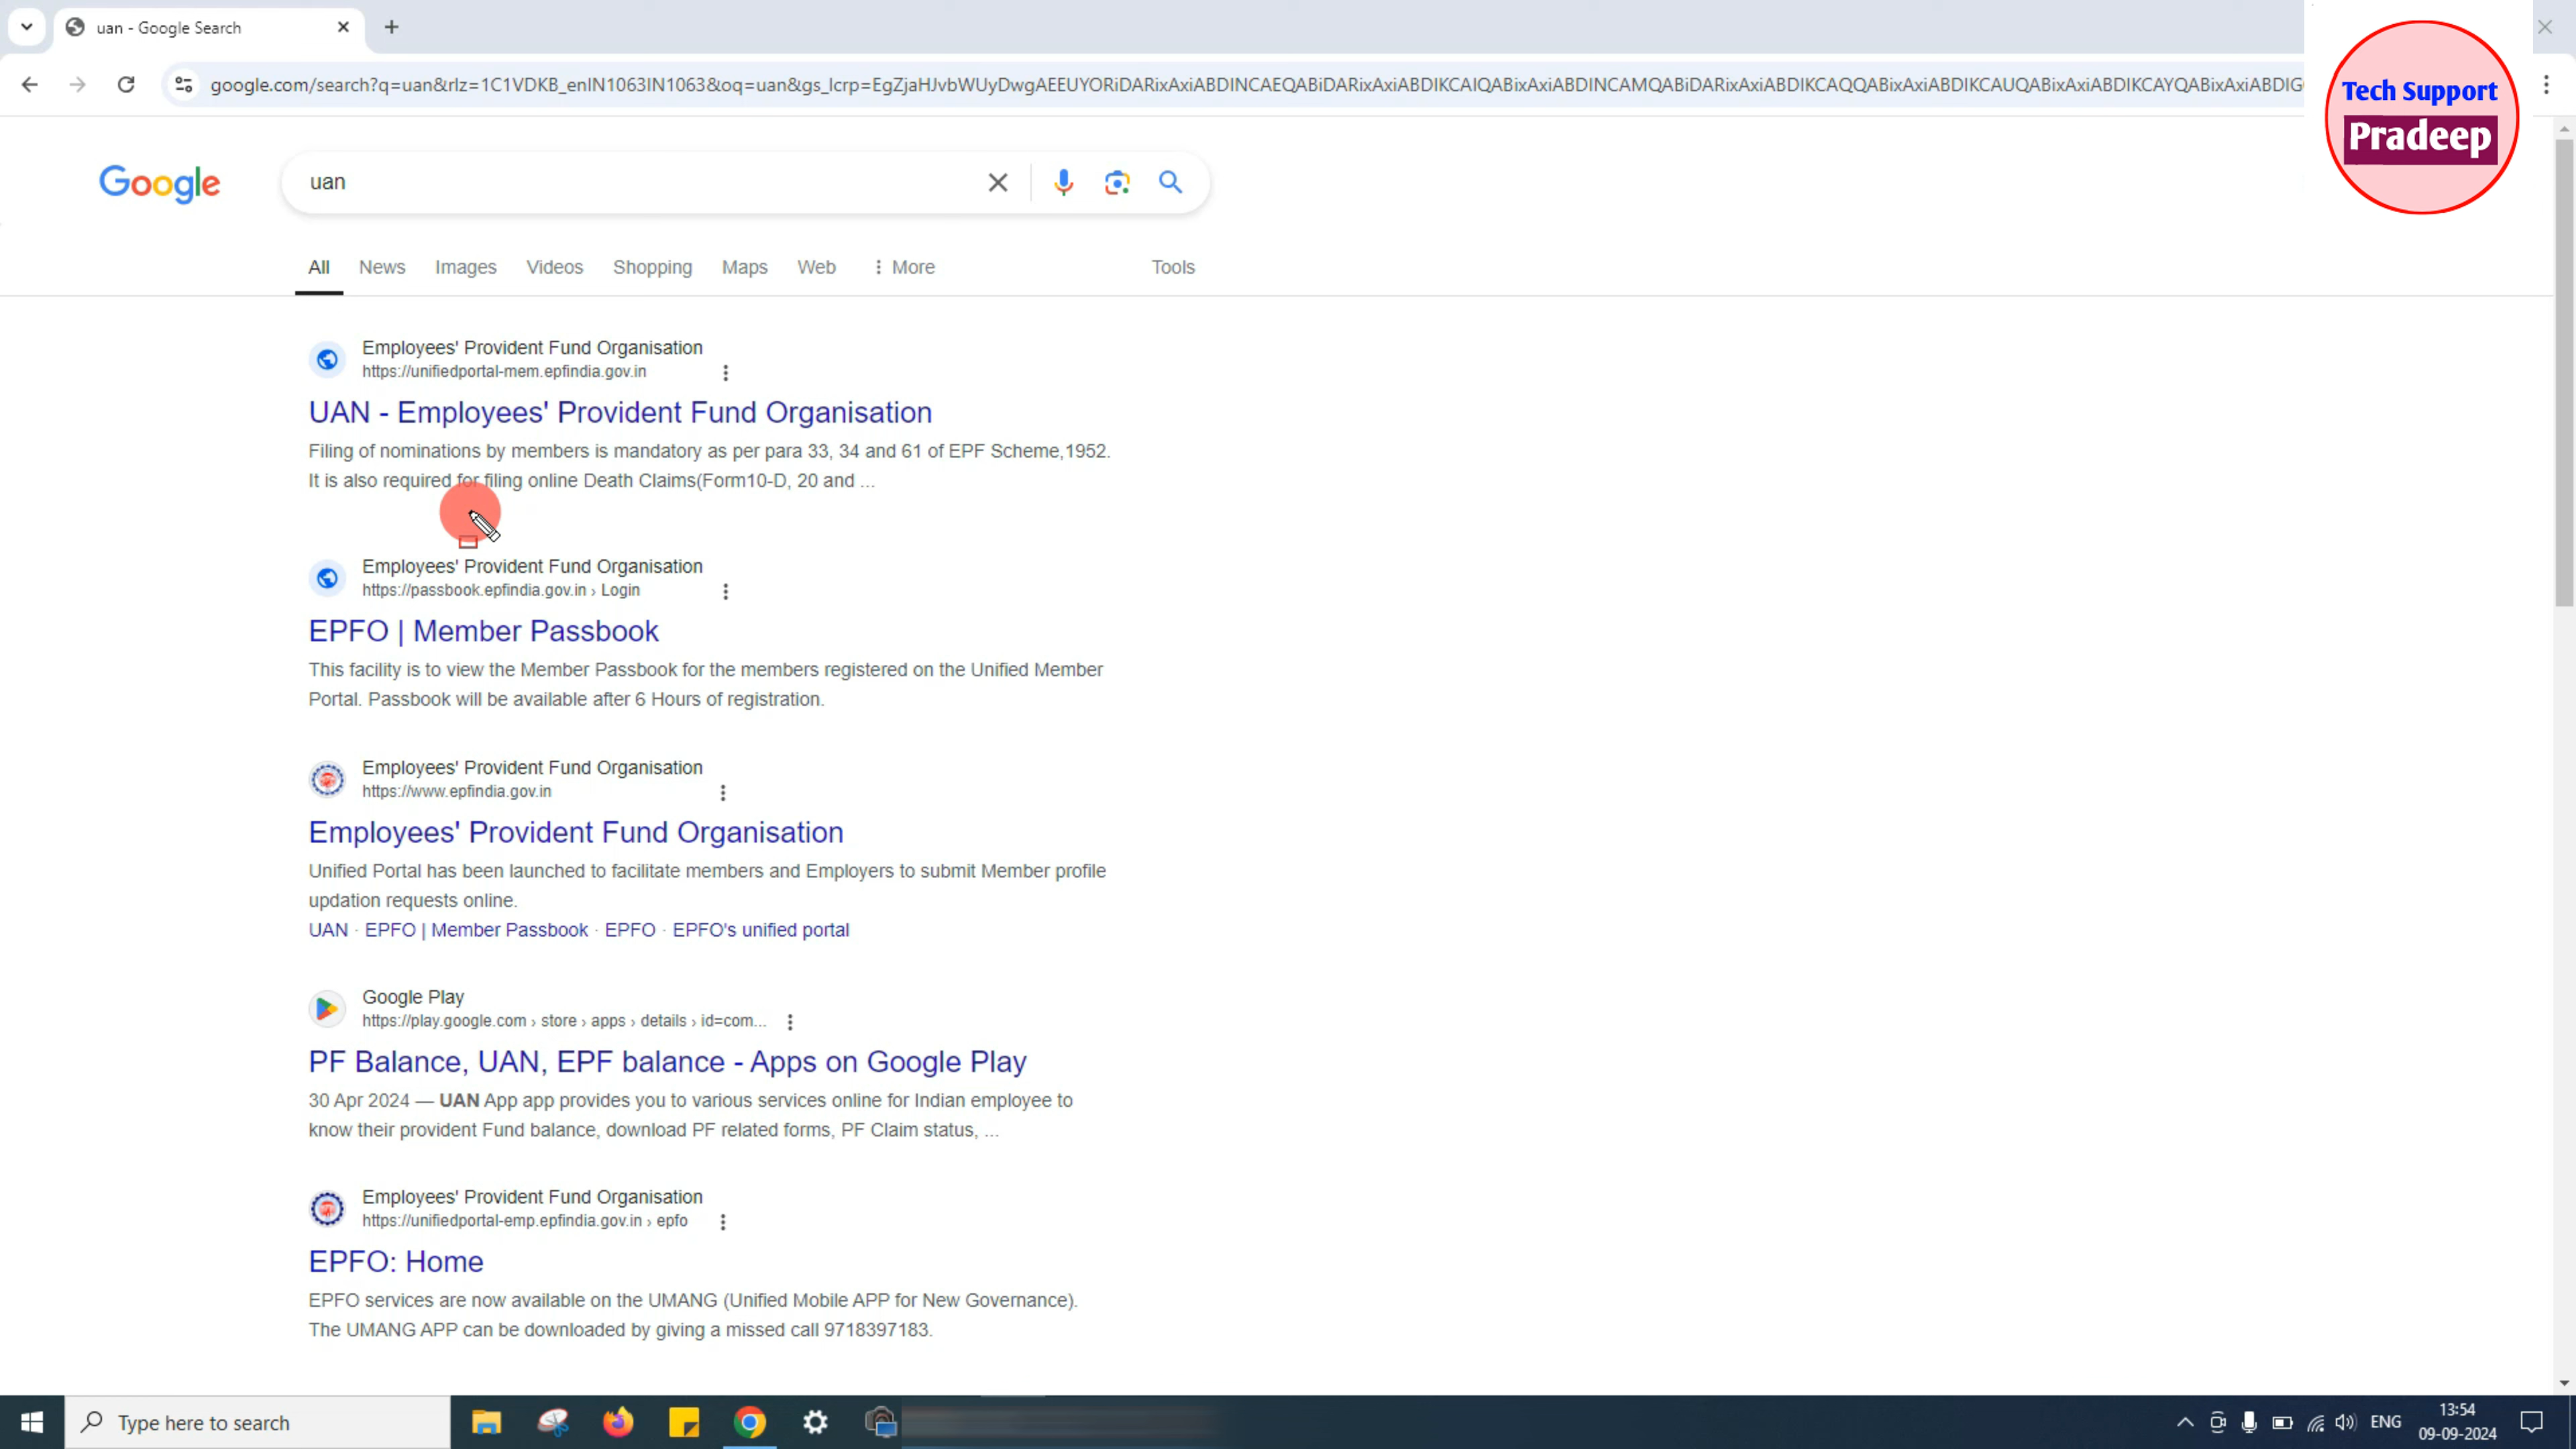 uan - Google Search
google.com/search?q=uan&rlz=1C1VDKB_enIN1063IN1063&oq=uan&gs_lcrp=EgZjaHJvbWUyDwgAEEUYORiDARixAxiABDINCAEQABiDARixAxiABDIKCAIQABixAxiABDINCAMQABiDARixAxiABDIKCAQQABixAxiABDIKCAUQABixAxiABDIKCAYQABixAxiABDIG
Tech Support
Pradeep
Google
uan
All News Images Videos Shopping Maps Web More Tools
Employees' Provident Fund Organisation
https://unifiedportal-mem.epfindia.gov.in
UAN - Employees' Provident Fund Organisation
Filing of nominations by members is mandatory as per para 33, 34 and 61 of EPF Scheme,1952.
It is also required for filing online Death Claims(Form10-D, 20 and ...
Employees' Provident Fund Organisation
https://passbook.epfindia.gov.in › Login
EPFO | Member Passbook
This facility is to view the Member Passbook for the members registered on the Unified Member
Portal. Passbook will be available after 6 Hours of registration.
Employees' Provident Fund Organisation
https://www.epfindia.gov.in
Employees' Provident Fund Organisation
Unified Portal has been launched to facilitate members and Employers to submit Member profile
updation requests online.
UAN · EPFO | Member Passbook · EPFO · EPFO's unified portal
Google Play
https://play.google.com › store › apps › details › id=com...
PF Balance, UAN, EPF balance - Apps on Google Play
30 Apr 2024 — UAN App app provides you to various services online for Indian employee to
know their provident Fund balance, download PF related forms, PF Claim status, ...
Employees' Provident Fund Organisation
https://unifiedportal-emp.epfindia.gov.in › epfo
EPFO: Home
EPFO services are now available on the UMANG (Unified Mobile APP for New Governance).
The UMANG APP can be downloaded by giving a missed call 9718397183.
Type here to search
ENG
13:54
09-09-2024